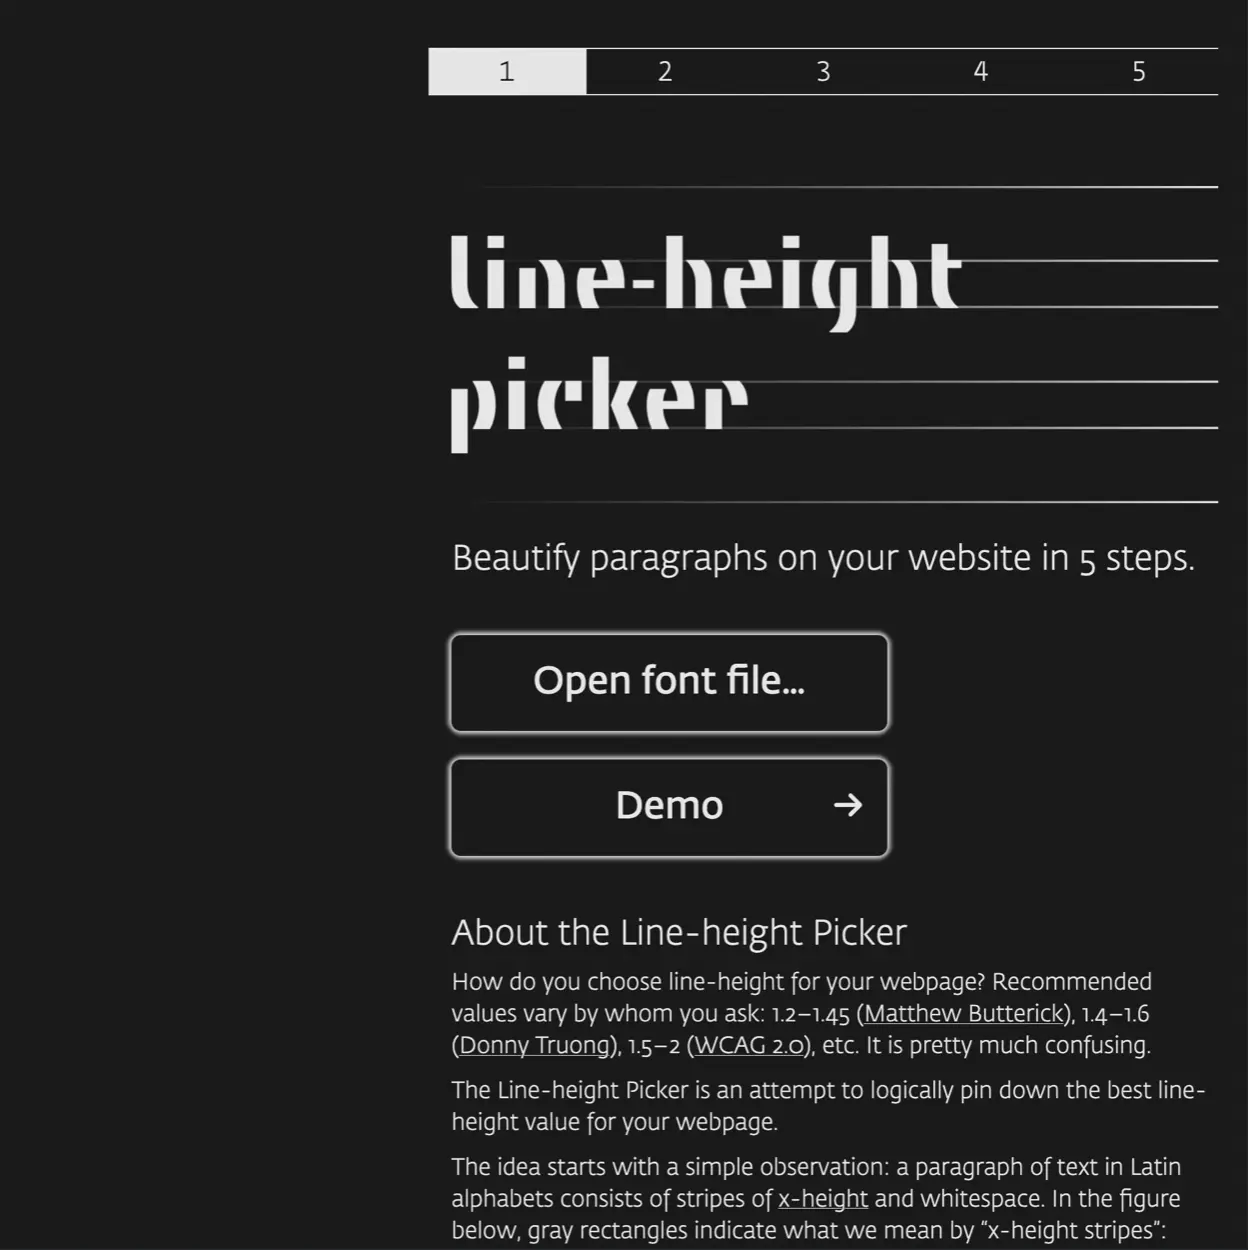 1 2 3 4 5
line-height
picker
Beautify paragraphs on your website in 5 steps.
Open font file...
Demo →
About the Line-height Picker
How do you choose line-height for your webpage? Recommended
values vary by whom you ask: 1.2–1.45 (Matthew Butterick), 1.4–1.6
(Donny Truong), 1.5–2 (WCAG 2.0), etc. It is pretty much confusing.
The Line-height Picker is an attempt to logically pin down the best line-
height value for your webpage.
The idea starts with a simple observation: a paragraph of text in Latin
alphabets consists of stripes of x-height and whitespace. In the figure
below, gray rectangles indicate what we mean by “x-height stripes”: